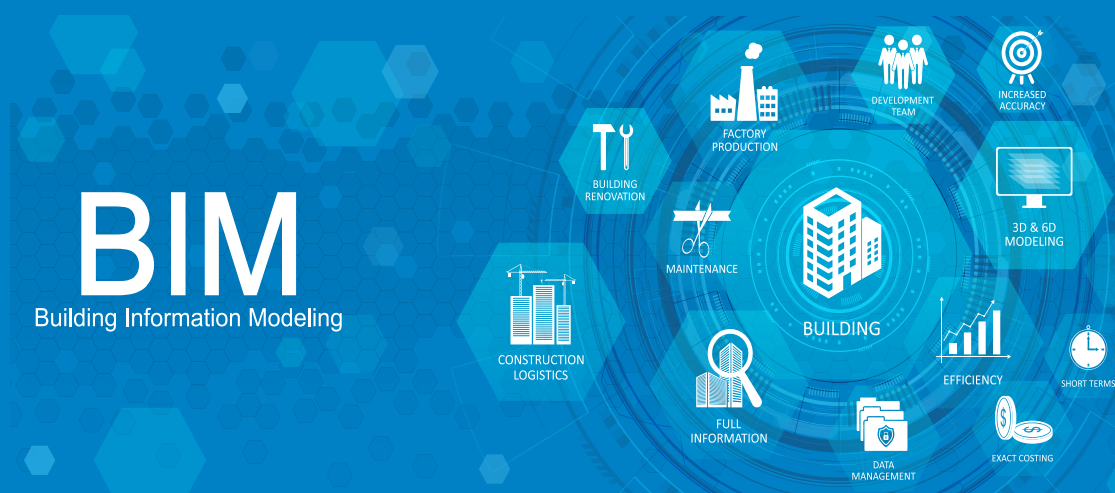 BIM
Building Information Modeling
FACTORY
PRODUCTION
DEVELOPMENT
TEAM
INCREASED
ACCURACY
BUILDING
RENOVATION
3D & 6D
MODELING
MAINTENANCE
BUILDING
CONSTRUCTION
LOGISTICS
EFFICIENCY
SHORT TERMS
FULL
INFORMATION
$
$
EXACT COSTING
DATA
MANAGEMENT